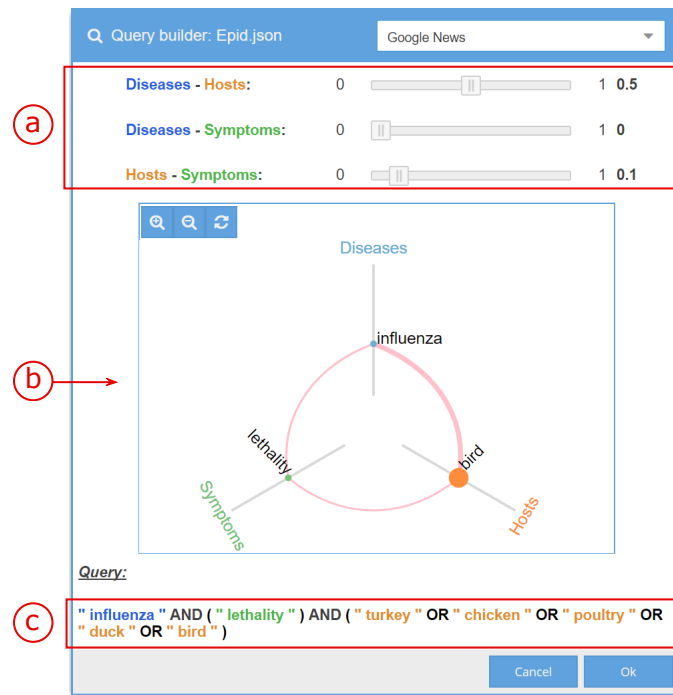 Query builder: Epid.json
Google News
a
Diseases - Hosts: 0 1 0.5
Diseases - Symptoms: 0 1 0
Hosts - Symptoms: 0 1 0.1
b
Diseases
influenza
lethality
bird
Symptoms
Hosts
Query:
c
" influenza " AND ( " lethality " ) AND ( " turkey " OR " chicken " OR " poultry " OR
" duck " OR " bird " )
Cancel
Ok